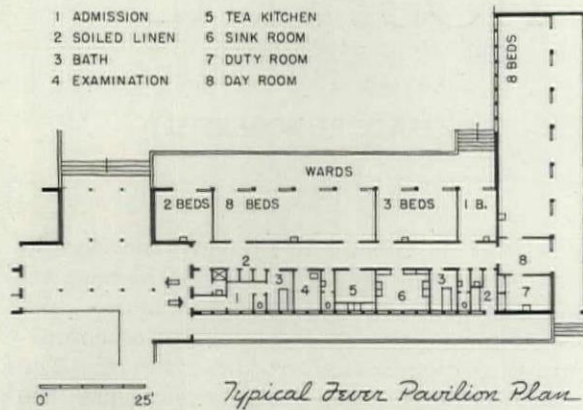 1 ADMISSION 5 TEA KITCHEN
2 SOILED LINEN 6 SINK ROOM
3 BATH 7 DUTY ROOM
4 EXAMINATION 8 DAY ROOM
8 BEDS
WARDS
2 BEDS 8 BEDS 3 BEDS 1 B.
2
8
1 3 4 5 6 3 2 7
0' 25'
Typical Fever Pavilion Plan